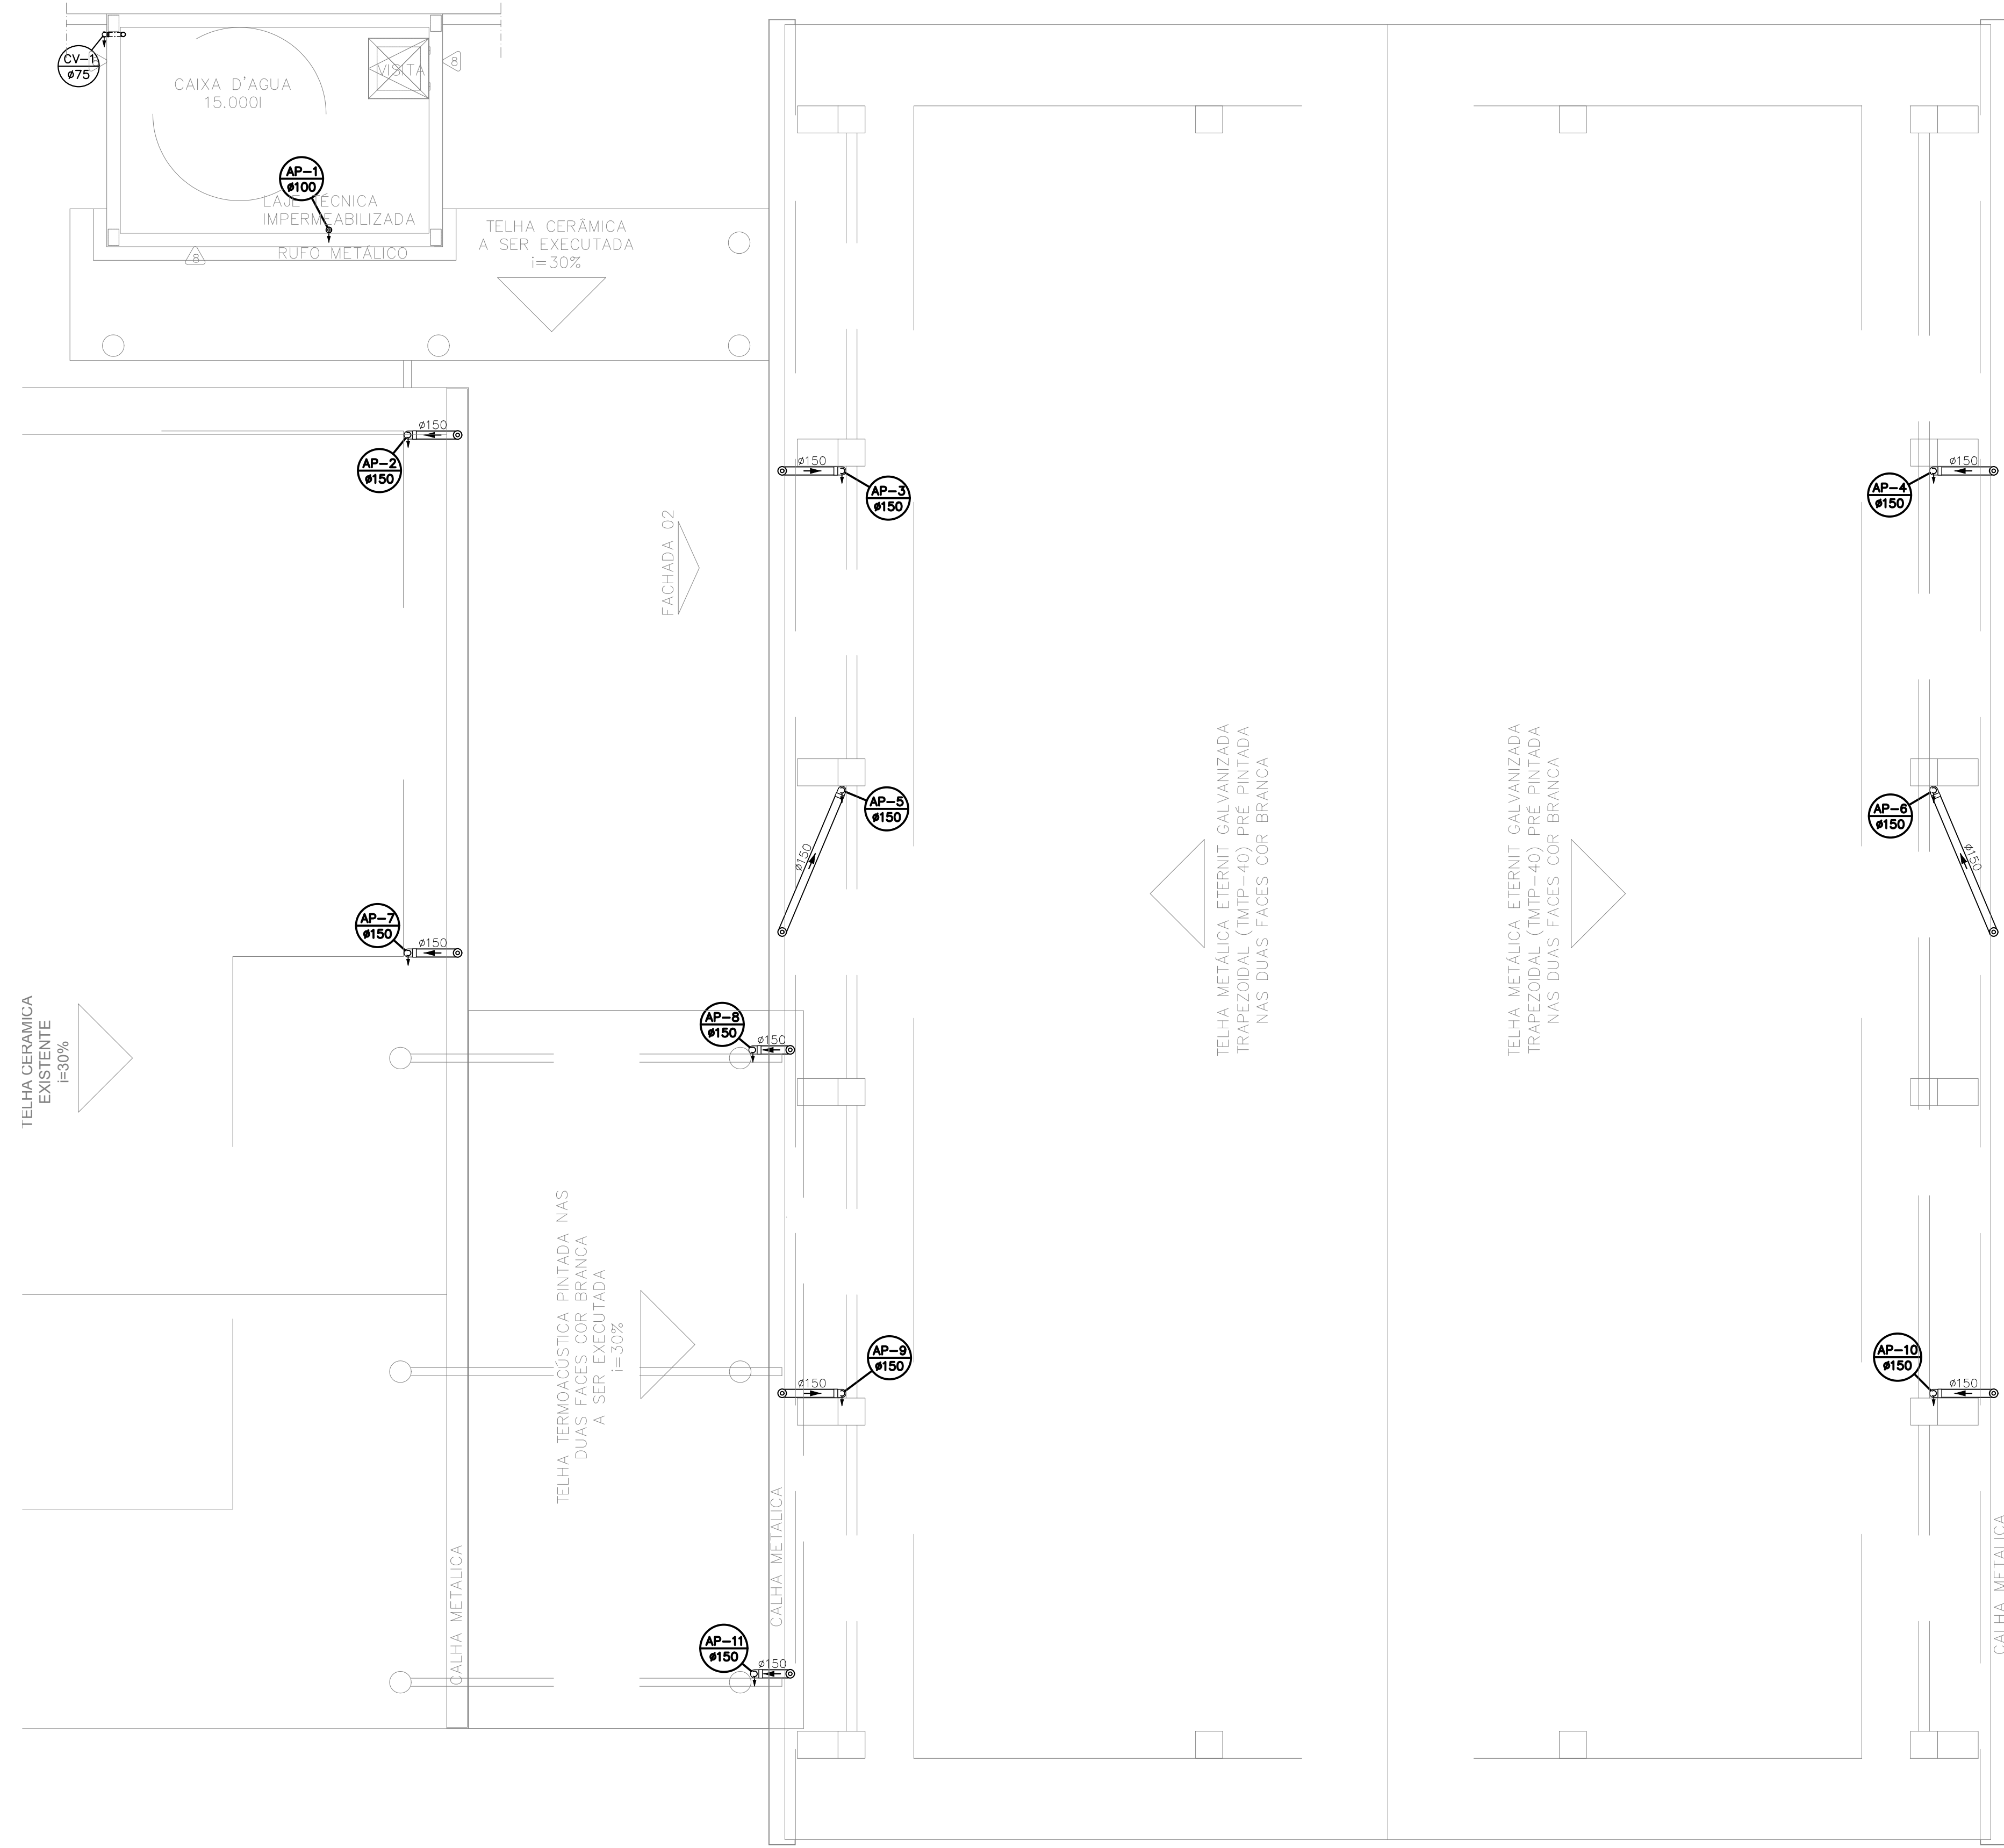 CV-1
ø75
CAIXA D'AGUA
15.000l
VISITA
8
AP-1
ø100
LAJE TÉCNICA
IMPERMEABILIZADA
RUFO METÁLICO
8
TELHA CERÂMICA
A SER EXECUTADA
i=30%
ø150
AP-2
ø150
ø150
AP-3
ø150
ø150
AP-4
ø150
FACHADA 02
AP-5
ø150
ø150
AP-6
ø150
ø150
TELHA METÁLICA ETERNIT GALVANIZADA
TRAPEZOIDAL (TMTP-40) PRÉ PINTADA
NAS DUAS FACES COR BRANCA
TELHA METÁLICA ETERNIT GALVANIZADA
TRAPEZOIDAL (TMTP-40) PRÉ PINTADA
NAS DUAS FACES COR BRANCA
AP-7
ø150
ø150
TELHA CERAMICA
EXISTENTE
i=30%
AP-8
ø150
ø150
TELHA TERMOACÚSTICA PINTADA NAS
DUAS FACES COR BRANCA
A SER EXECUTADA
i=30%
AP-9
ø150
ø150
AP-10
ø150
ø150
CALHA METALICA
CALHA METALICA
CALHA METALICA
AP-11
ø150
ø150